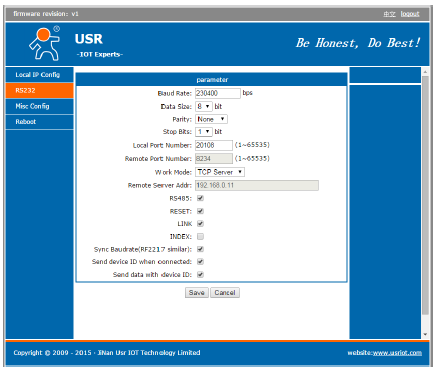 firmware revision: v1
中文 logout
USR
-IOT Experts-
Be Honest, Do Best!
Local IP Config
RS232
Misc Config
Reboot
parameter
Baud Rate: 230400 bps
Data Size: 8 bit
Parity: None
Stop Bits: 1 bit
Local Port Number: 20108 (1~65535)
Remote Port Number: 8234 (1~65535)
Work Mode: TCP Server
Remote Server Addr: 192.168.0.11
RS485:
RESET:
LINK
INDEX:
Sync Baudrate(RF2217 similar):
Send device ID when connected:
Send data with device ID:
Save Cancel
Copyright © 2009 - 2015 · JiNan Usr IOT Technology Limited
website:www.usriot.com